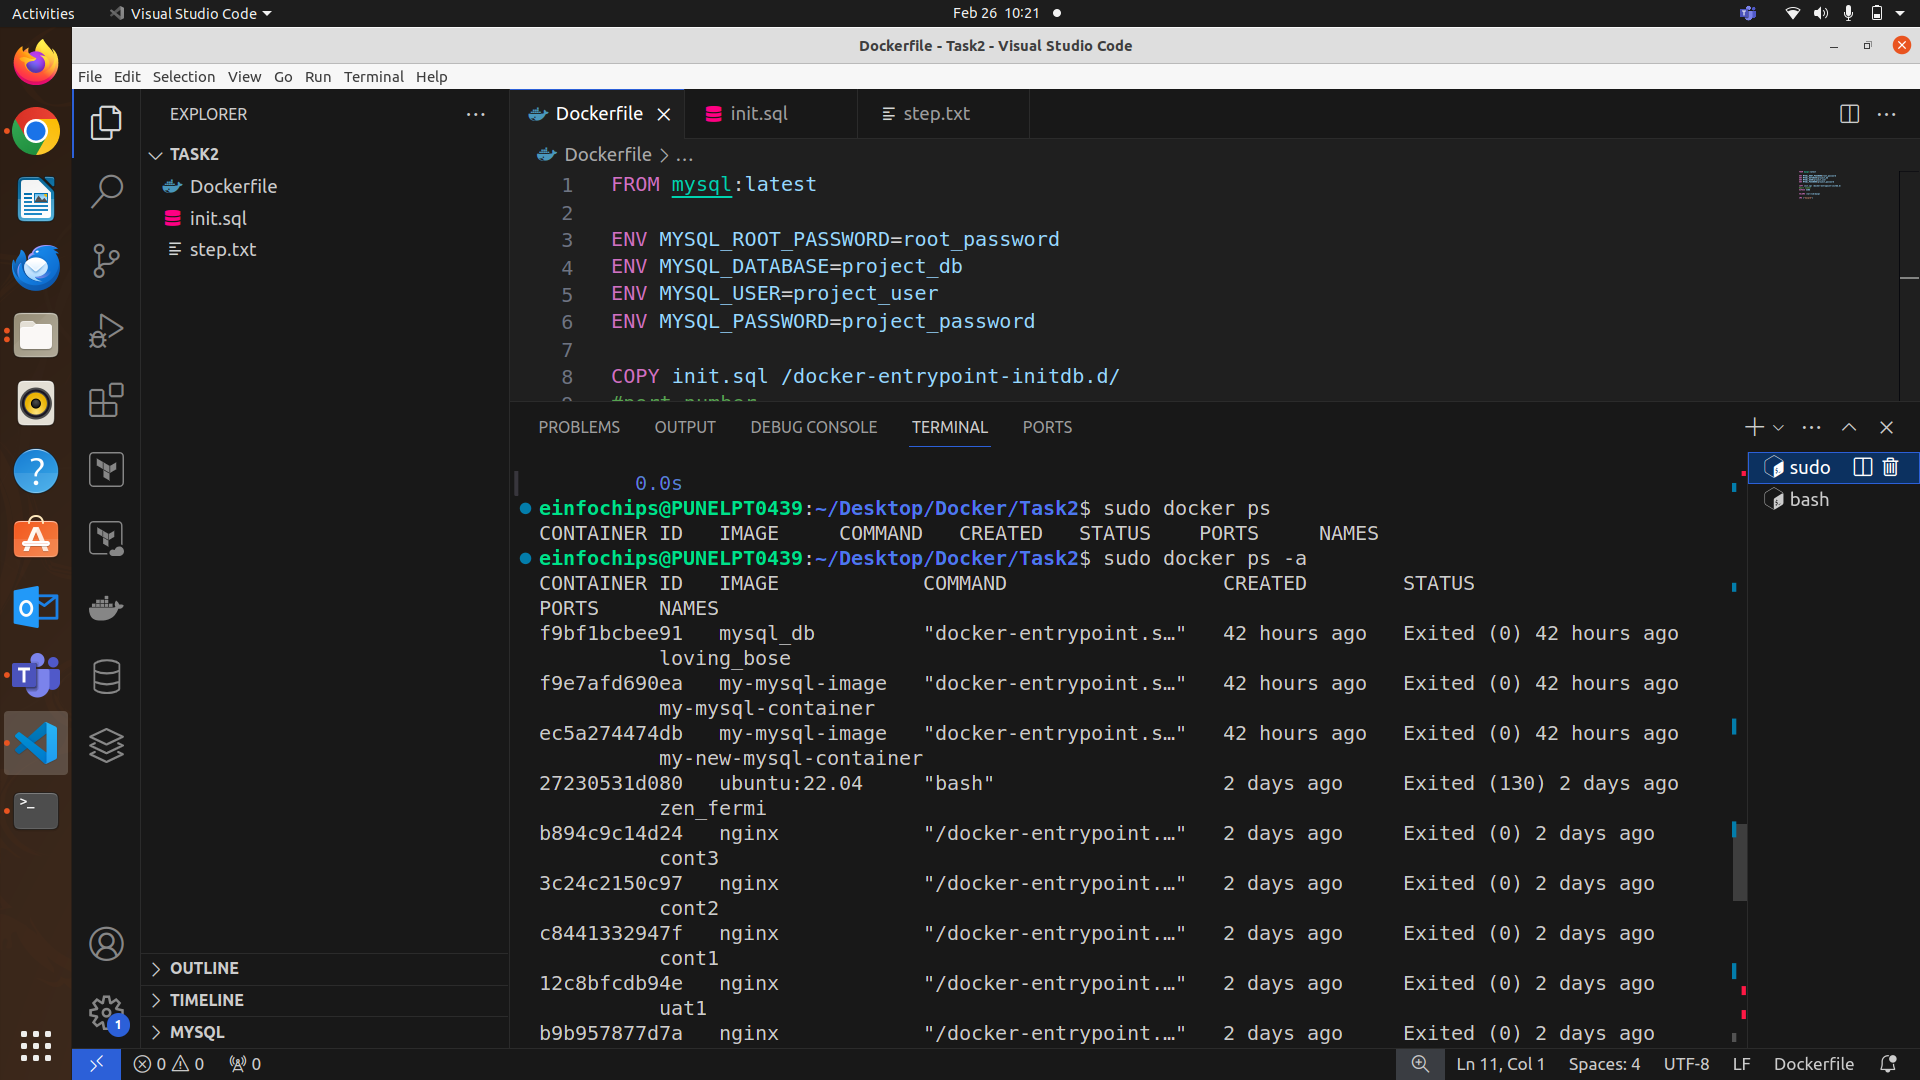 Activities
Visual Studio Code
Feb 26 10:21
Dockerfile - Task2 - Visual Studio Code
File Edit Selection View Go Run Terminal Help
EXPLORER
TASK2
Dockerfile
init.sql
step.txt
OUTLINE
TIMELINE
MYSQL
1
Dockerfile
init.sql
step.txt
Dockerfile > ...
1 FROM mysql:latest
2
3 ENV MYSQL_ROOT_PASSWORD=root_password
4 ENV MYSQL_DATABASE=project_db
5 ENV MYSQL_USER=project_user
6 ENV MYSQL_PASSWORD=project_password
7
8 COPY init.sql /docker-entrypoint-initdb.d/
9 #port number
PROBLEMS OUTPUT DEBUG CONSOLE TERMINAL PORTS
sudo
bash
0.0s
einfochips@PUNELPT0439:~/Desktop/Docker/Task2$ sudo docker ps
CONTAINER ID IMAGE COMMAND CREATED STATUS PORTS NAMES
einfochips@PUNELPT0439:~/Desktop/Docker/Task2$ sudo docker ps -a
CONTAINER ID IMAGE COMMAND CREATED STATUS
PORTS NAMES
f9bf1bcbee91 mysql_db "docker-entrypoint.s…" 42 hours ago Exited (0) 42 hours ago
loving_bose
f9e7afd690ea my-mysql-image "docker-entrypoint.s…" 42 hours ago Exited (0) 42 hours ago
my-mysql-container
ec5a274474db my-mysql-image "docker-entrypoint.s…" 42 hours ago Exited (0) 42 hours ago
my-new-mysql-container
27230531d080 ubuntu:22.04 "bash" 2 days ago Exited (130) 2 days ago
zen_fermi
b894c9c14d24 nginx "/docker-entrypoint.…" 2 days ago Exited (0) 2 days ago
cont3
3c24c2150c97 nginx "/docker-entrypoint.…" 2 days ago Exited (0) 2 days ago
cont2
c8441332947f nginx "/docker-entrypoint.…" 2 days ago Exited (0) 2 days ago
cont1
12c8bfcdb94e nginx "/docker-entrypoint.…" 2 days ago Exited (0) 2 days ago
uat1
b9b957877d7a nginx "/docker-entrypoint.…" 2 days ago Exited (0) 2 days ago
0 0 0
Ln 11, Col 1 Spaces: 4 UTF-8 LF Dockerfile